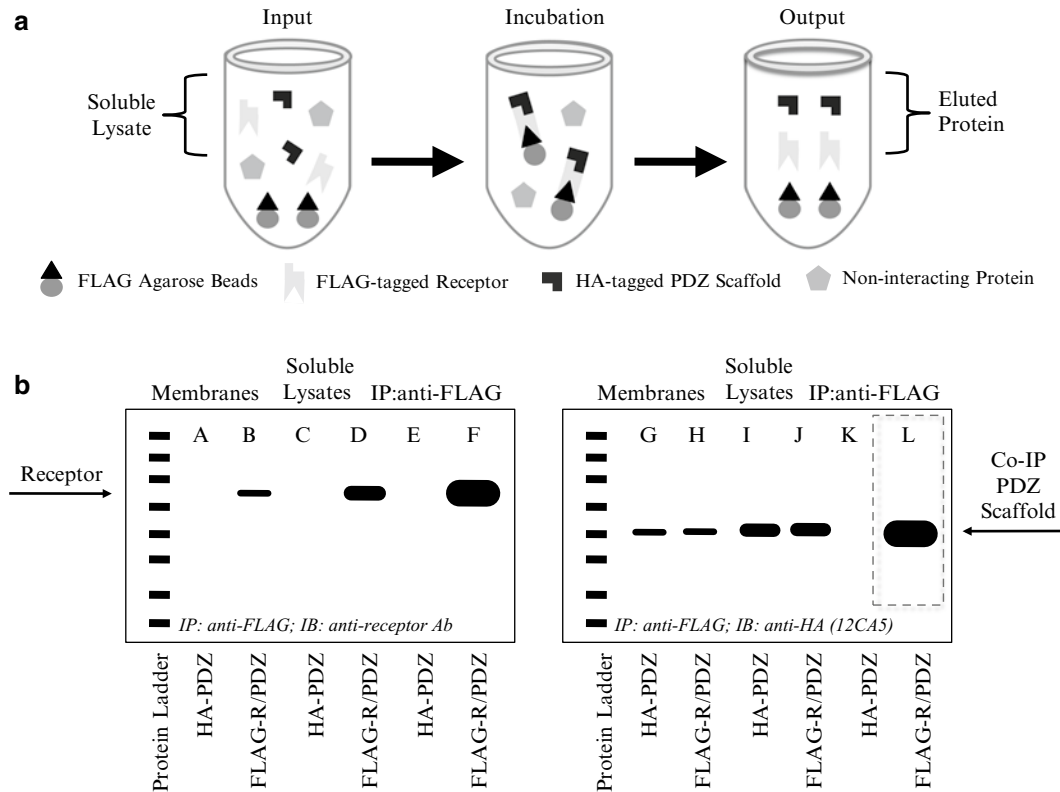 a
Input
Incubation
Output
Soluble
Lysate
Eluted
Protein
FLAG Agarose Beads
FLAG-tagged Receptor
HA-tagged PDZ Scaffold
Non-interacting Protein
b
Membranes
Soluble
Lysates
IP:anti-FLAG
A B C D E F
Receptor
IP: anti-FLAG; IB: anti-receptor Ab
Protein Ladder
HA-PDZ
FLAG-R/PDZ
HA-PDZ
FLAG-R/PDZ
HA-PDZ
FLAG-R/PDZ
Membranes
Soluble
Lysates
IP:anti-FLAG
G H I J K L
Co-IP
PDZ
Scaffold
IP: anti-FLAG; IB: anti-HA (12CA5)
Protein Ladder
HA-PDZ
FLAG-R/PDZ
HA-PDZ
FLAG-R/PDZ
HA-PDZ
FLAG-R/PDZ